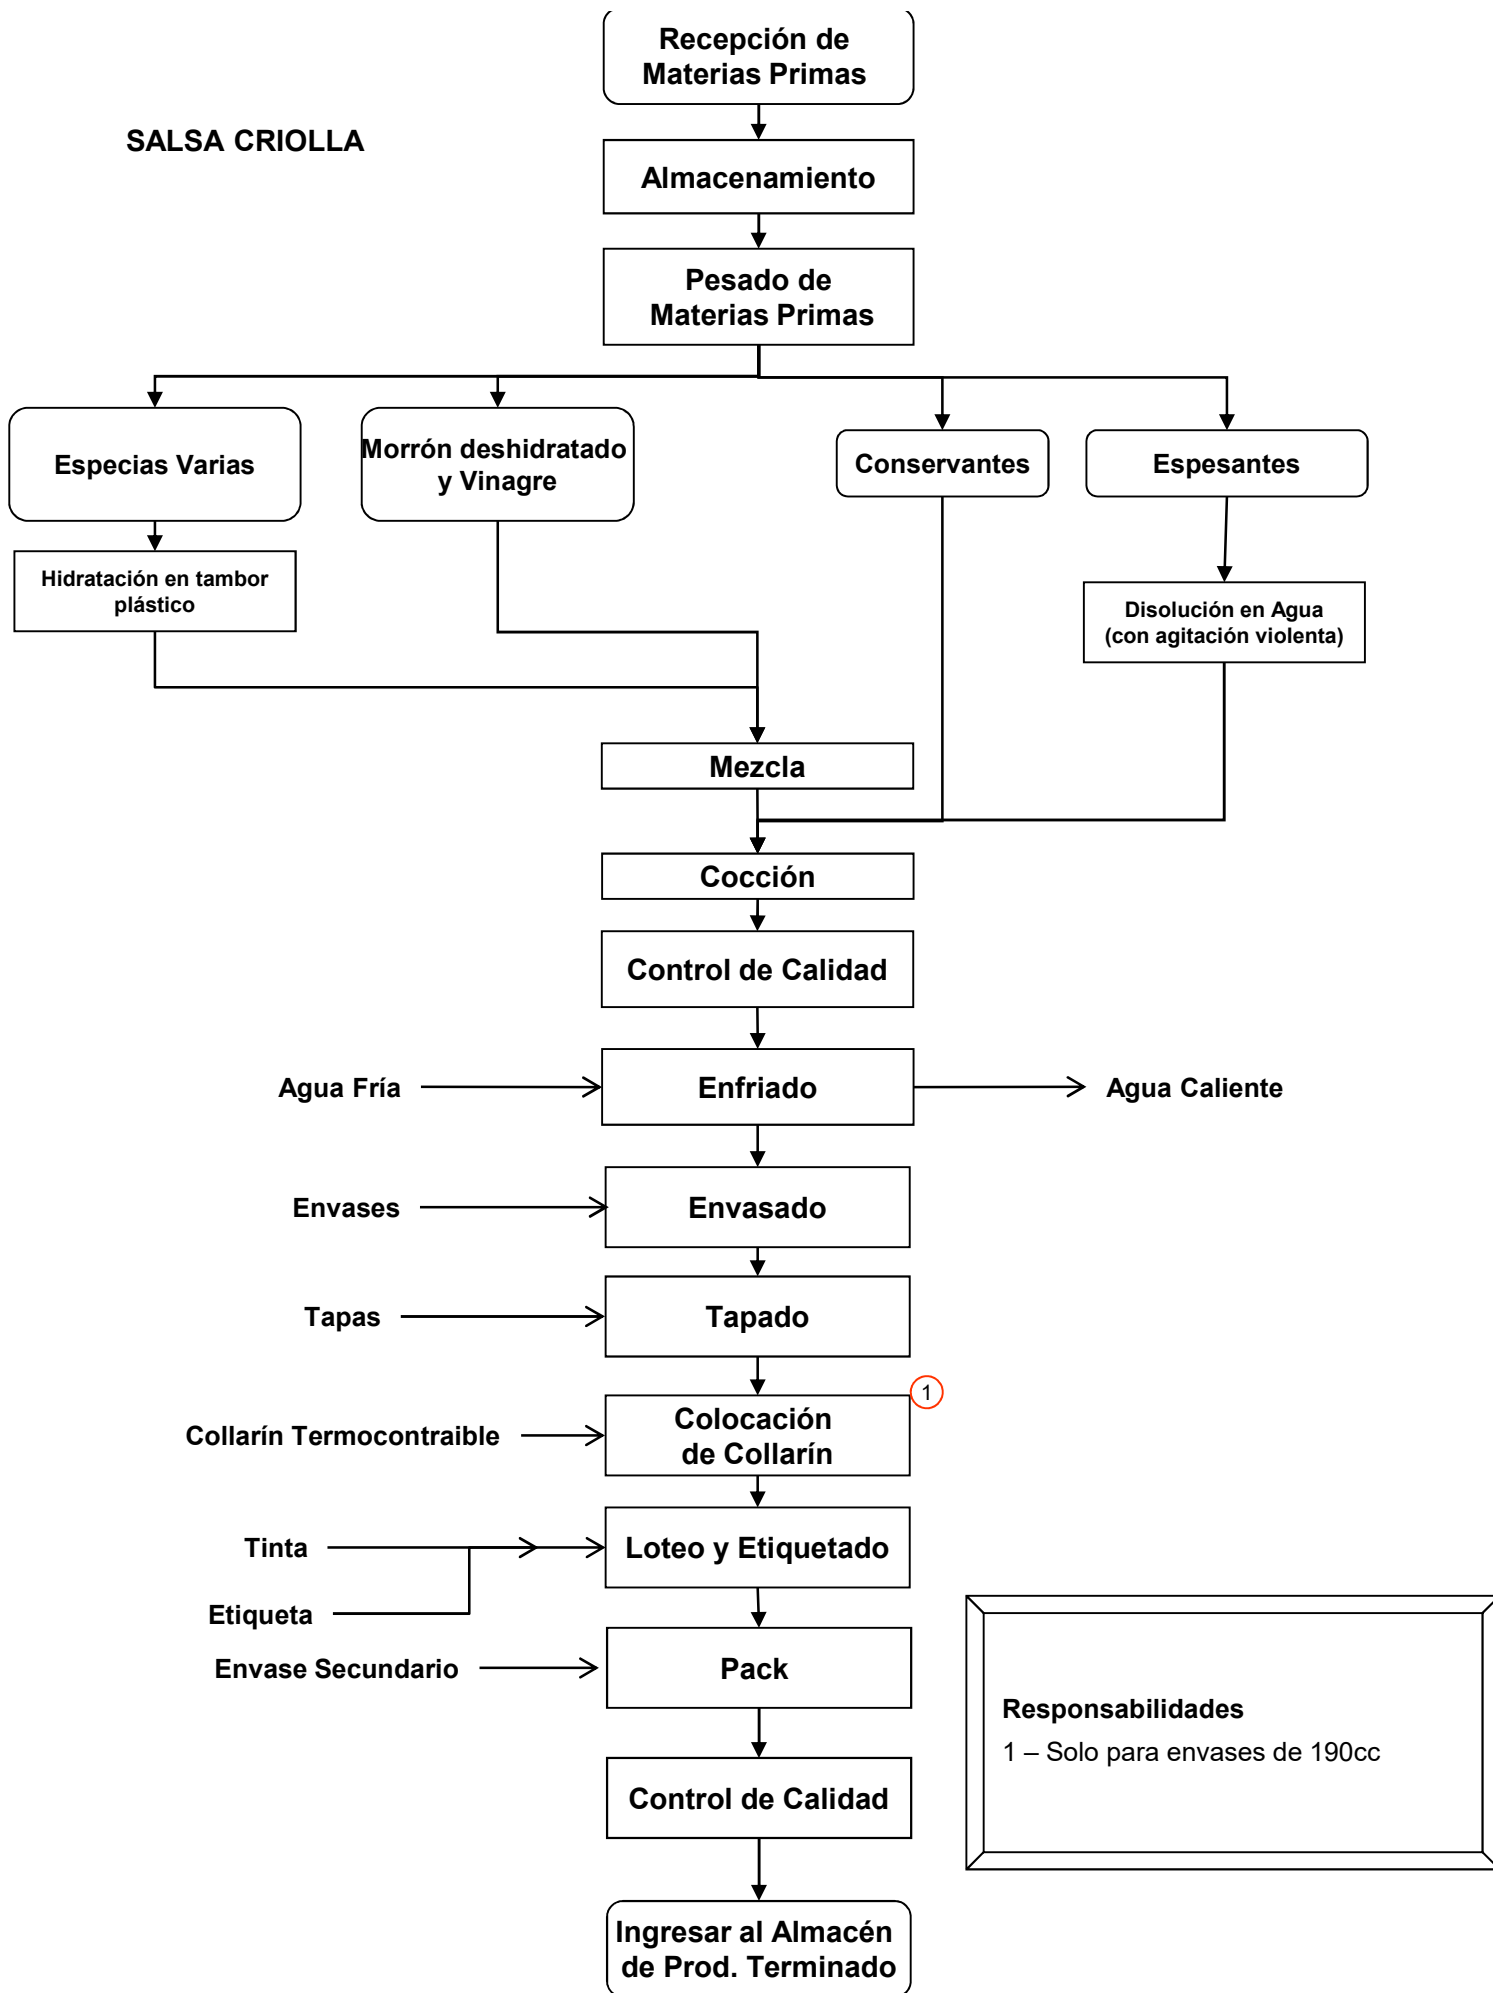 Recepción de
Materias Primas
SALSA CRIOLLA
Almacenamiento
Pesado de
Materias Primas
Especias Varias
Morrón deshidratado
y Vinagre
Conservantes
Espesantes
Hidratación en tambor
plástico
Disolución en Agua
(con agitación violenta)
Mezcla
Cocción
Control de Calidad
Agua Fría
Enfriado
Agua Caliente
Envases
Envasado
Tapas
Tapado
1
Collarín Termocontraible
Colocación
de Collarín
Tinta
Loteo y Etiquetado
Etiqueta
Envase Secundario
Pack
Responsabilidades
1 – Solo para envases de 190cc
Control de Calidad
Ingresar al Almacén
de Prod. Terminado